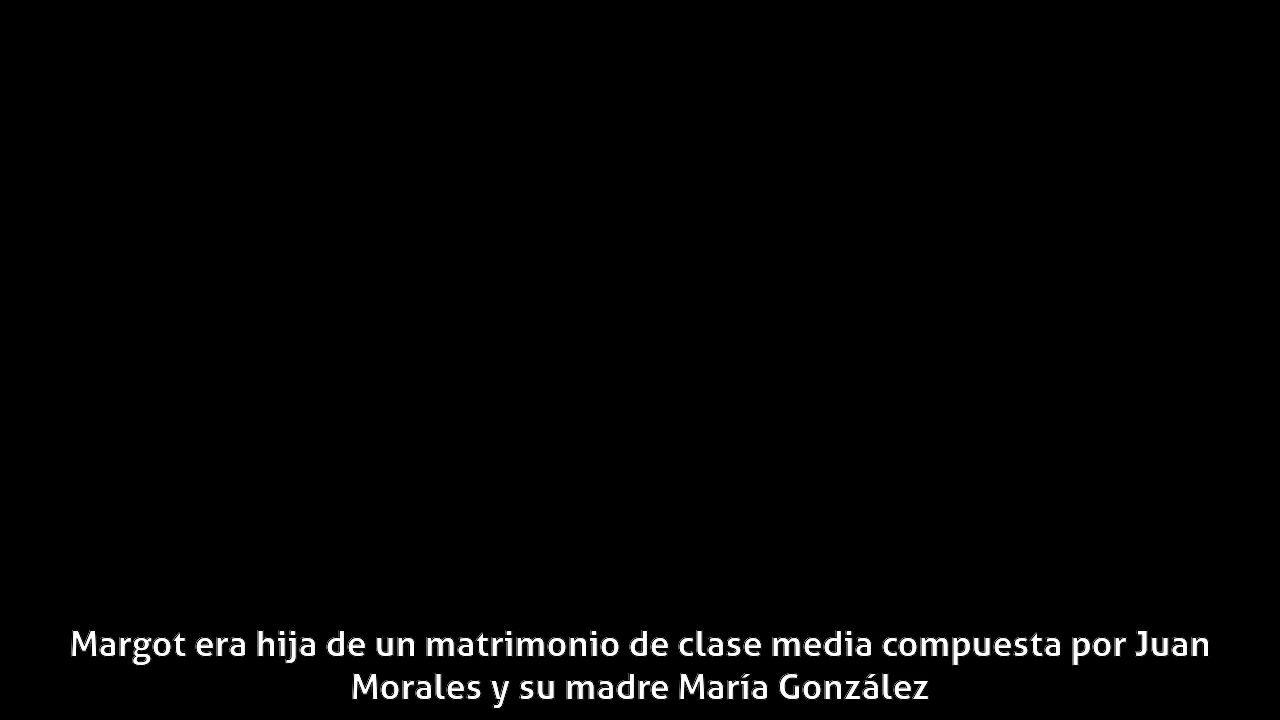 Margot era hija de un matrimonio de clase media compuesta por Juan
Morales y su madre María González